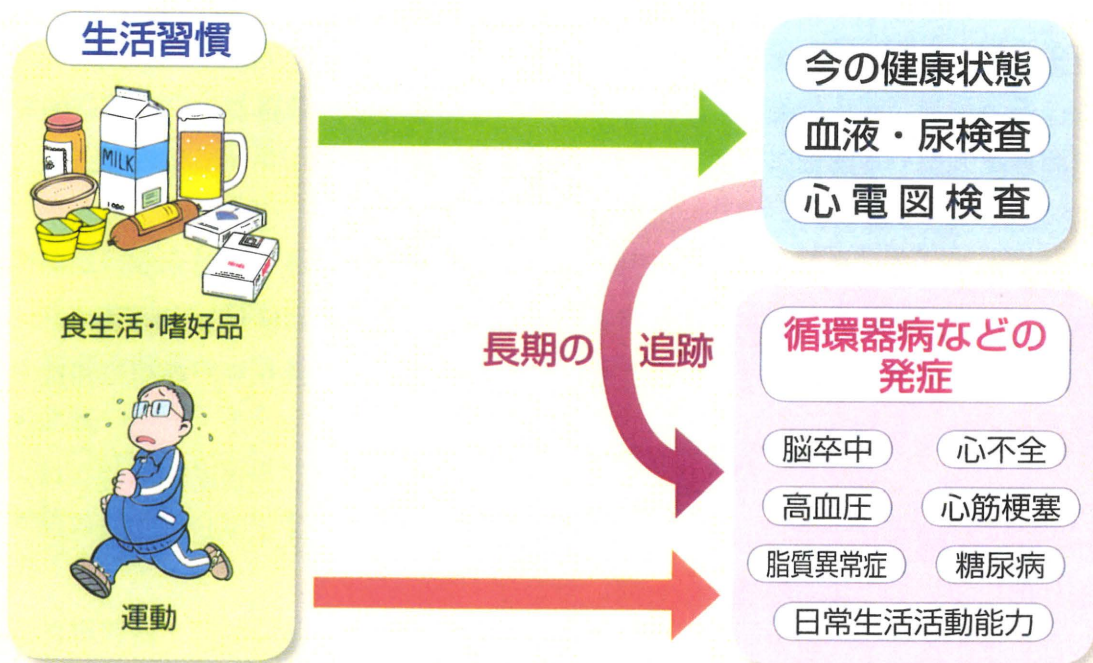 生活習慣
MILK
食生活・嗜好品
運動
今の健康状態
血液・尿検査
心電図検査
長期の 追跡
循環器病などの
発症
脳卒中 心不全
高血圧 心筋梗塞
脂質異常症 糖尿病
日常生活活動能力